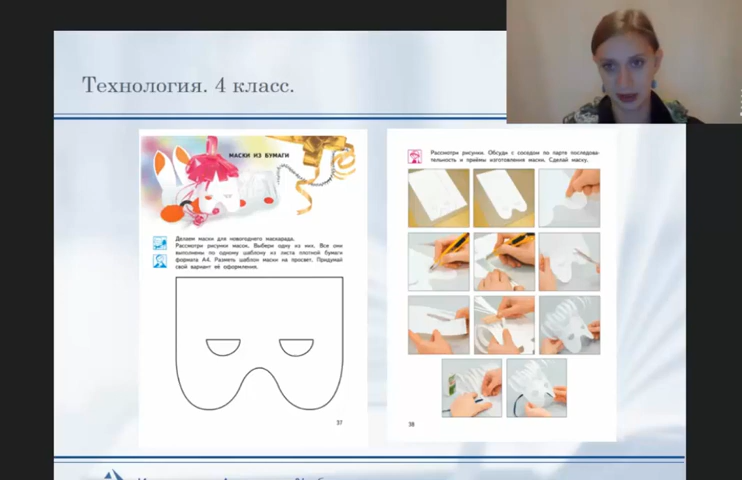 Технология. 4 класс.
МАСКИ ИЗ БУМАГИ
Делаем маски для новогоднего маскарада.
Рассмотри рисунки масок. Выбери одну из них. Все они
выполнены по одному шаблону из листа плотной бумаги
формата А4. Разметь шаблон маски на просвет. Придумай
свой вариант её оформления.
37
Рассмотри рисунки. Обсуди с соседом по парте последова-
тельность и приёмы изготовления маски. Сделай маску.
38